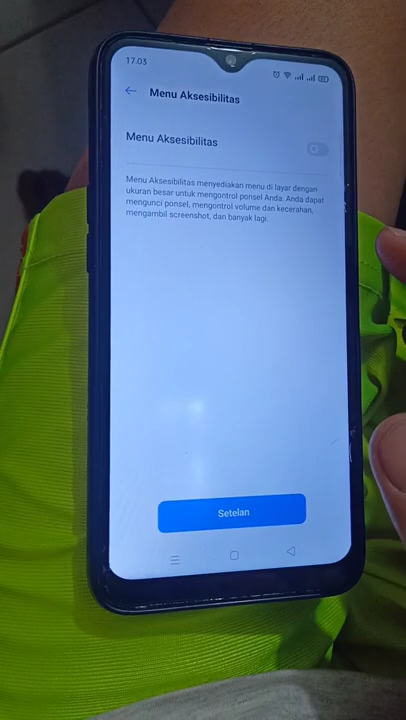 17.03
Menu Aksesibilitas
Menu Aksesibilitas
Menu Aksesibilitas menyediakan menu di layar dengan
ukuran besar untuk mengontrol ponsel Anda. Anda dapat
mengunci ponsel, mengontrol volume dan kecerahan,
mengambil screenshot, dan banyak lagi.
Setelan